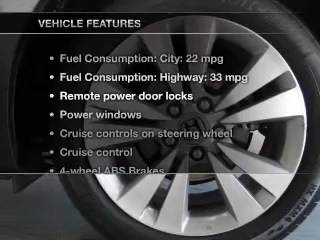 VEHICLE FEATURES
• Fuel Consumption: City: 22 mpg
• Fuel Consumption: Highway: 33 mpg
• Remote power door locks
• Power windows
• Cruise controls on steering wheel
• Cruise control
• 4-wheel ABS Brakes